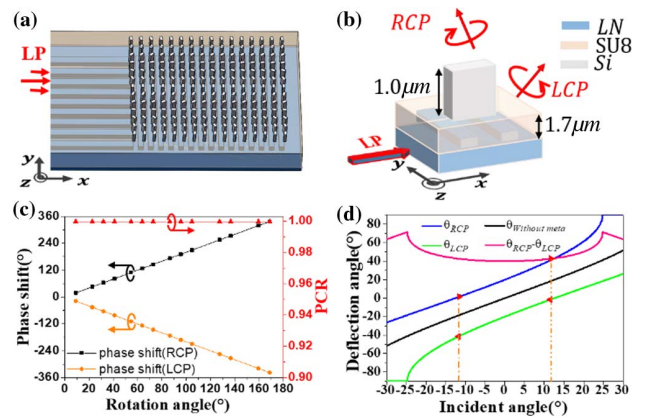 (a)
LP
y
z
x
(b)
RCP
LN
SU8
Si
1.0μm
LCP
1.7μm
LP
y
z
x
(c)
360
240
120
0
-120
-240
-360
Phase shift(°)
1.00
0.98
0.96
0.94
0.92
0.90
PCR
phase shift(RCP)
phase shift(LCP)
0 20 40 60 80 100 120 140 160 180
Rotation angle(°)
(d)
80
60
40
20
0
-20
-40
-60
-80
Deflection angle(°)
θRCP
θWithout meta
θLCP
θRCP-θLCP
-30 -25 -20 -15 -10 -5 0 5 10 15 20 25 30
Incident angle(°)